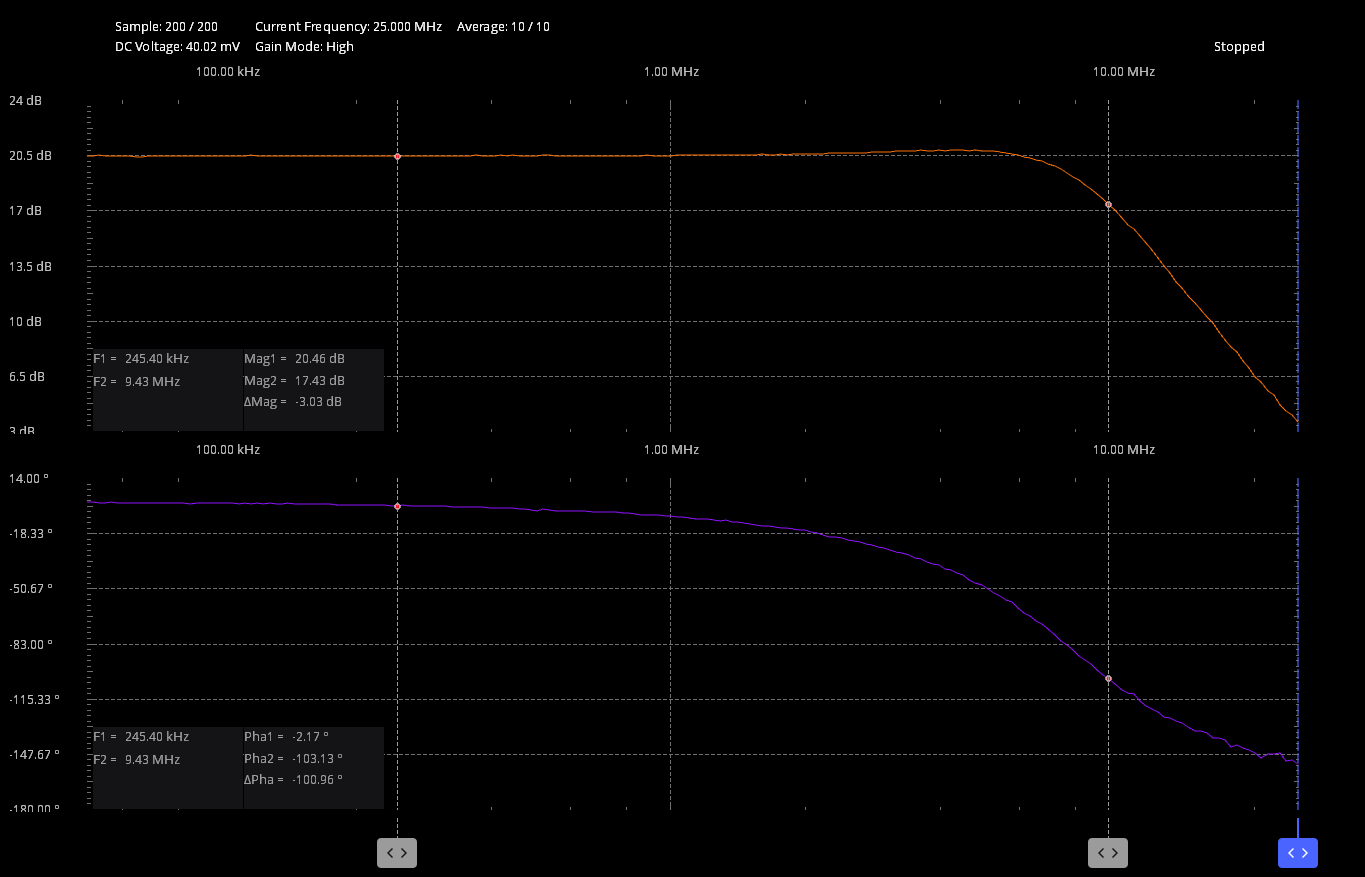 Sample: 200 / 200 Current Frequency: 25.000 MHz Average: 10 / 10
DC Voltage: 40.02 mV Gain Mode: High
Stopped
100.00 kHz 1.00 MHz 10.00 MHz
24 dB
20.5 dB
17 dB
13.5 dB
10 dB
6.5 dB
3 dB
F1 = 245.40 kHz Mag1 = 20.46 dB
F2 = 9.43 MHz Mag2 = 17.43 dB
ΔMag = -3.03 dB
100.00 kHz 1.00 MHz 10.00 MHz
14.00 °
-18.33 °
-50.67 °
-83.00 °
-115.33 °
-147.67 °
-180.00 °
F1 = 245.40 kHz Pha1 = -2.17 °
F2 = 9.43 MHz Pha2 = -103.13 °
ΔPha = -100.96 °